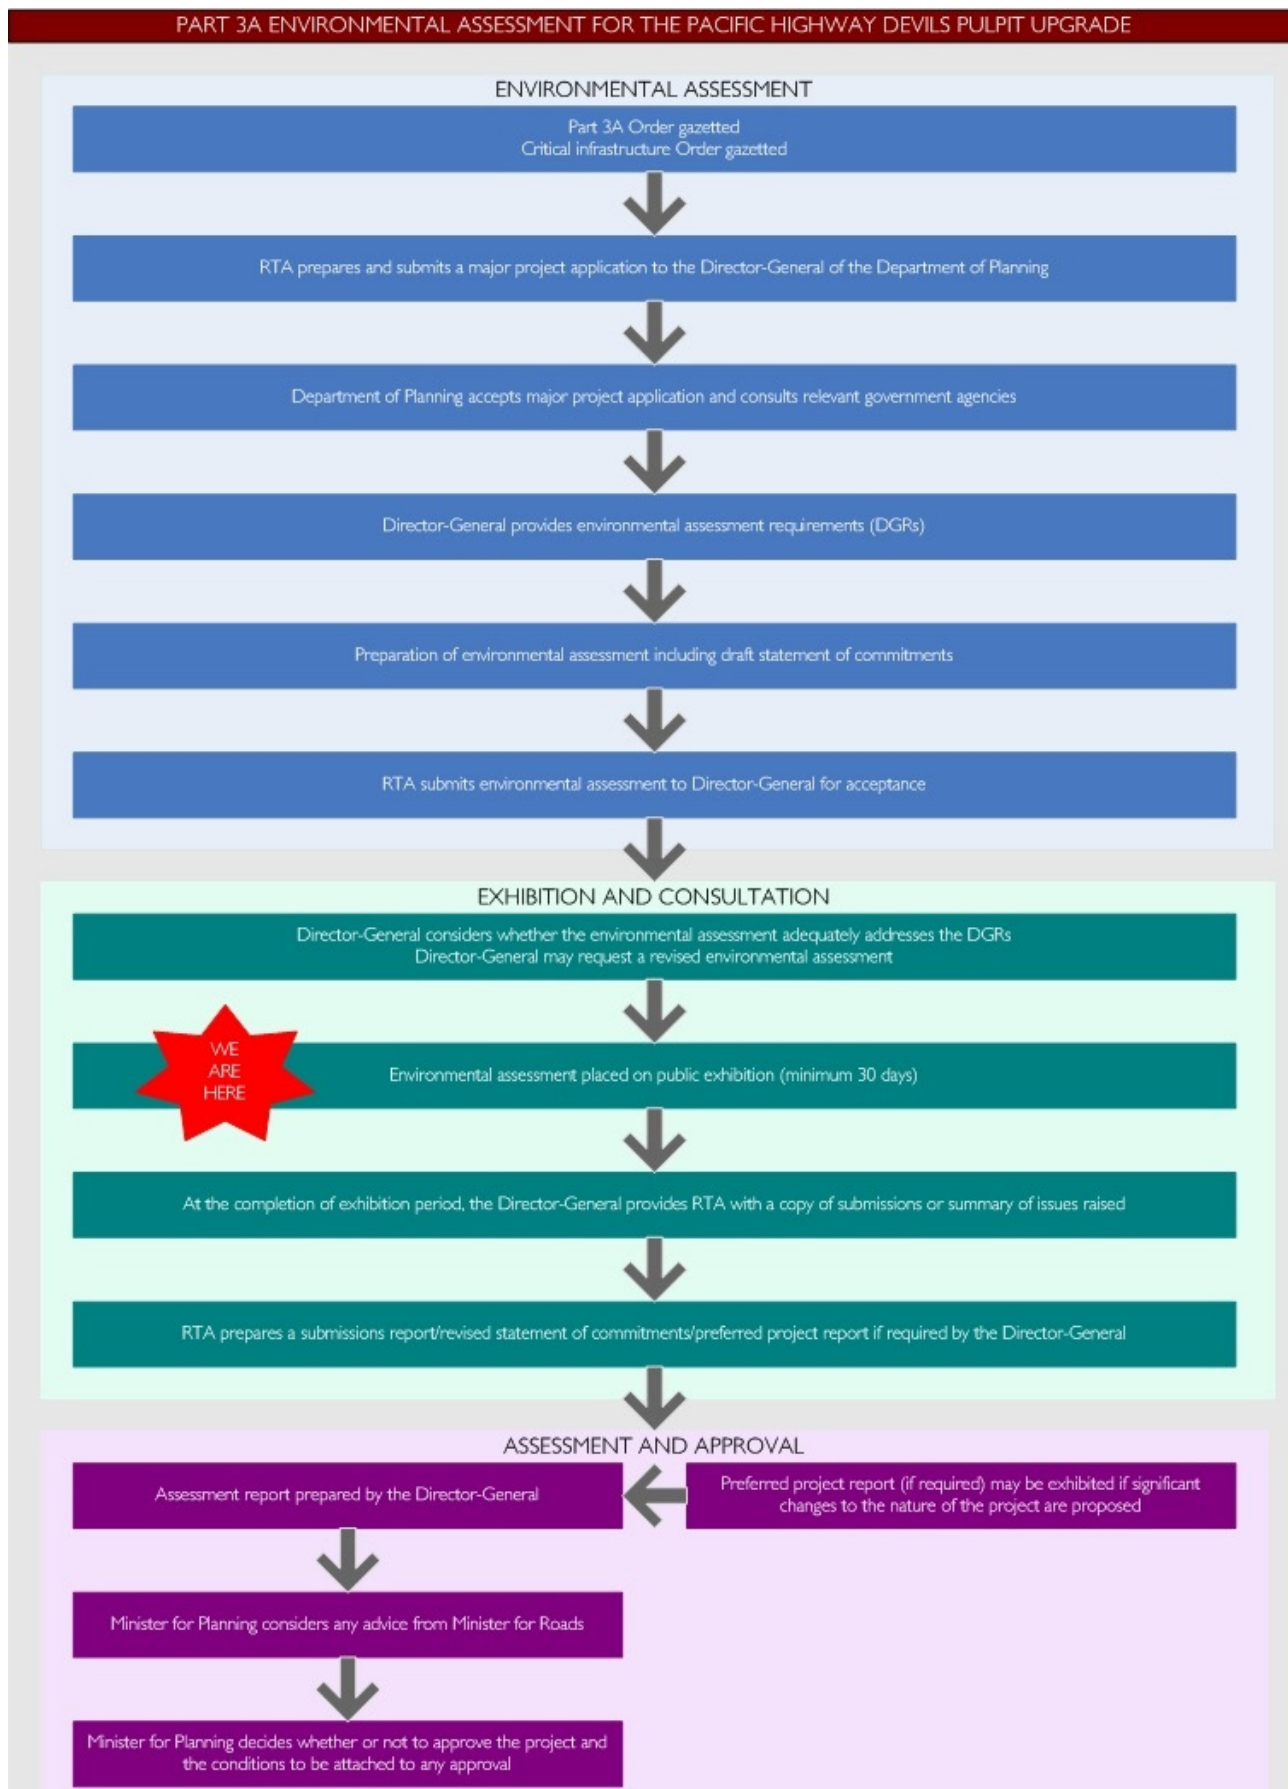 PART 3A ENVIRONMENTAL ASSESSMENT FOR THE PACIFIC HIGHWAY DEVILS PULPIT UPGRADE
ENVIRONMENTAL ASSESSMENT
Part 3A Order gazetted
Critical infrastructure Order gazetted
RTA prepares and submits a major project application to the Director-General of the Department of Planning
Department of Planning accepts major project application and consults relevant government agencies
Director-General provides environmental assessment requirements (DGRs)
Preparation of environmental assessment including draft statement of commitments
RTA submits environmental assessment to Director-General for acceptance
EXHIBITION AND CONSULTATION
Director-General considers whether the environmental assessment adequately addresses the DGRs
Director-General may request a revised environmental assessment
WE
ARE
HERE
Environmental assessment placed on public exhibition (minimum 30 days)
At the completion of exhibition period, the Director-General provides RTA with a copy of submissions or summary of issues raised
RTA prepares a submissions report/revised statement of commitments/preferred project report if required by the Director-General
ASSESSMENT AND APPROVAL
Assessment report prepared by the Director-General
Preferred project report (if required) may be exhibited if significant
changes to the nature of the project are proposed
Minister for Planning considers any advice from Minister for Roads
Minister for Planning decides whether or not to approve the project and
the conditions to be attached to any approval